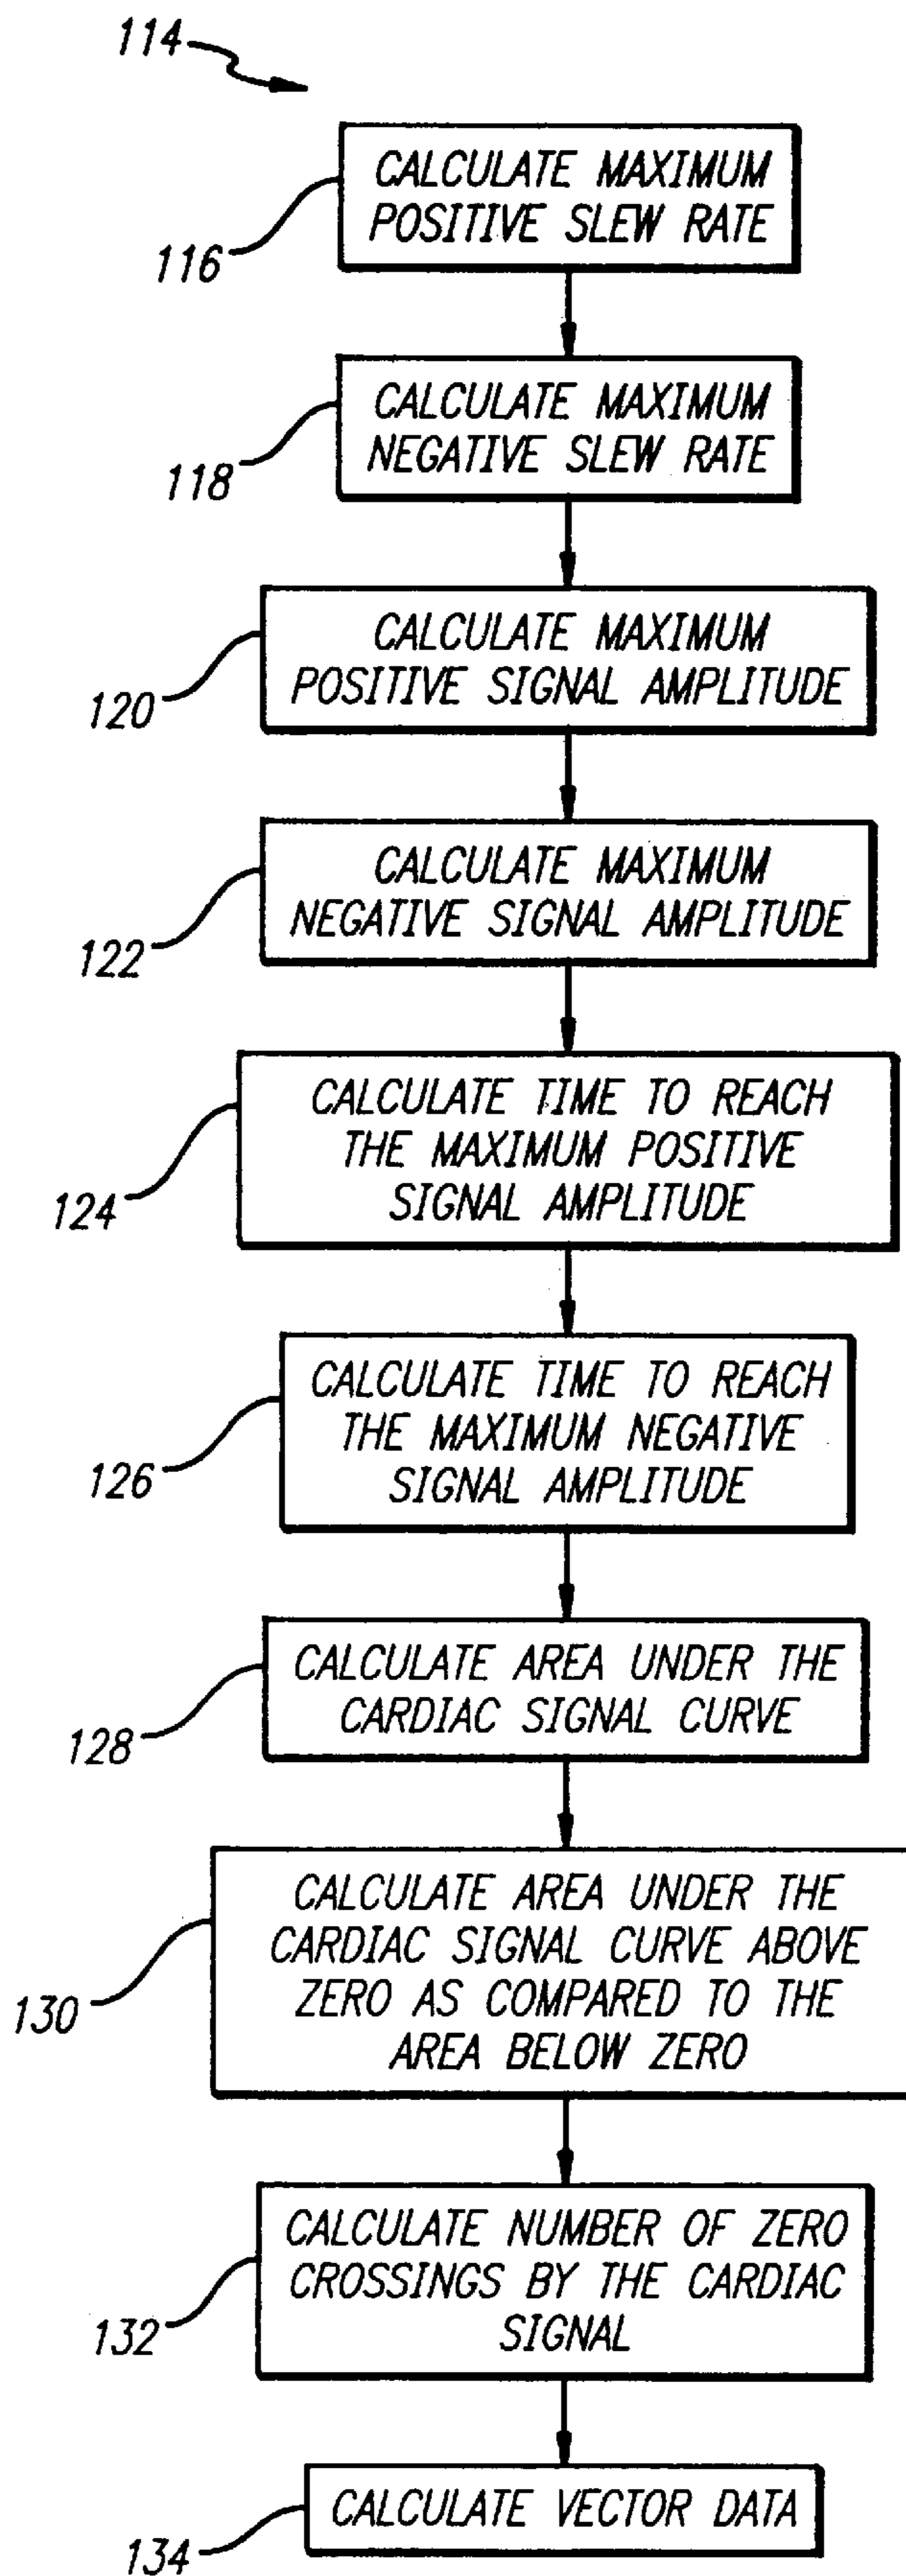 114
CALCULATE MAXIMUM
POSITIVE SLEW RATE
116
CALCULATE MAXIMUM
NEGATIVE SLEW RATE
118
CALCULATE MAXIMUM
POSITIVE SIGNAL AMPLITUDE
120
CALCULATE MAXIMUM
NEGATIVE SIGNAL AMPLITUDE
122
CALCULATE TIME TO REACH
THE MAXIMUM POSITIVE
SIGNAL AMPLITUDE
124
CALCULATE TIME TO REACH
THE MAXIMUM NEGATIVE
SIGNAL AMPLITUDE
126
CALCULATE AREA UNDER THE
CARDIAC SIGNAL CURVE
128
CALCULATE AREA UNDER THE
CARDIAC SIGNAL CURVE ABOVE
ZERO AS COMPARED TO THE
AREA BELOW ZERO
130
CALCULATE NUMBER OF ZERO
CROSSINGS BY THE CARDIAC
SIGNAL
132
CALCULATE VECTOR DATA
134